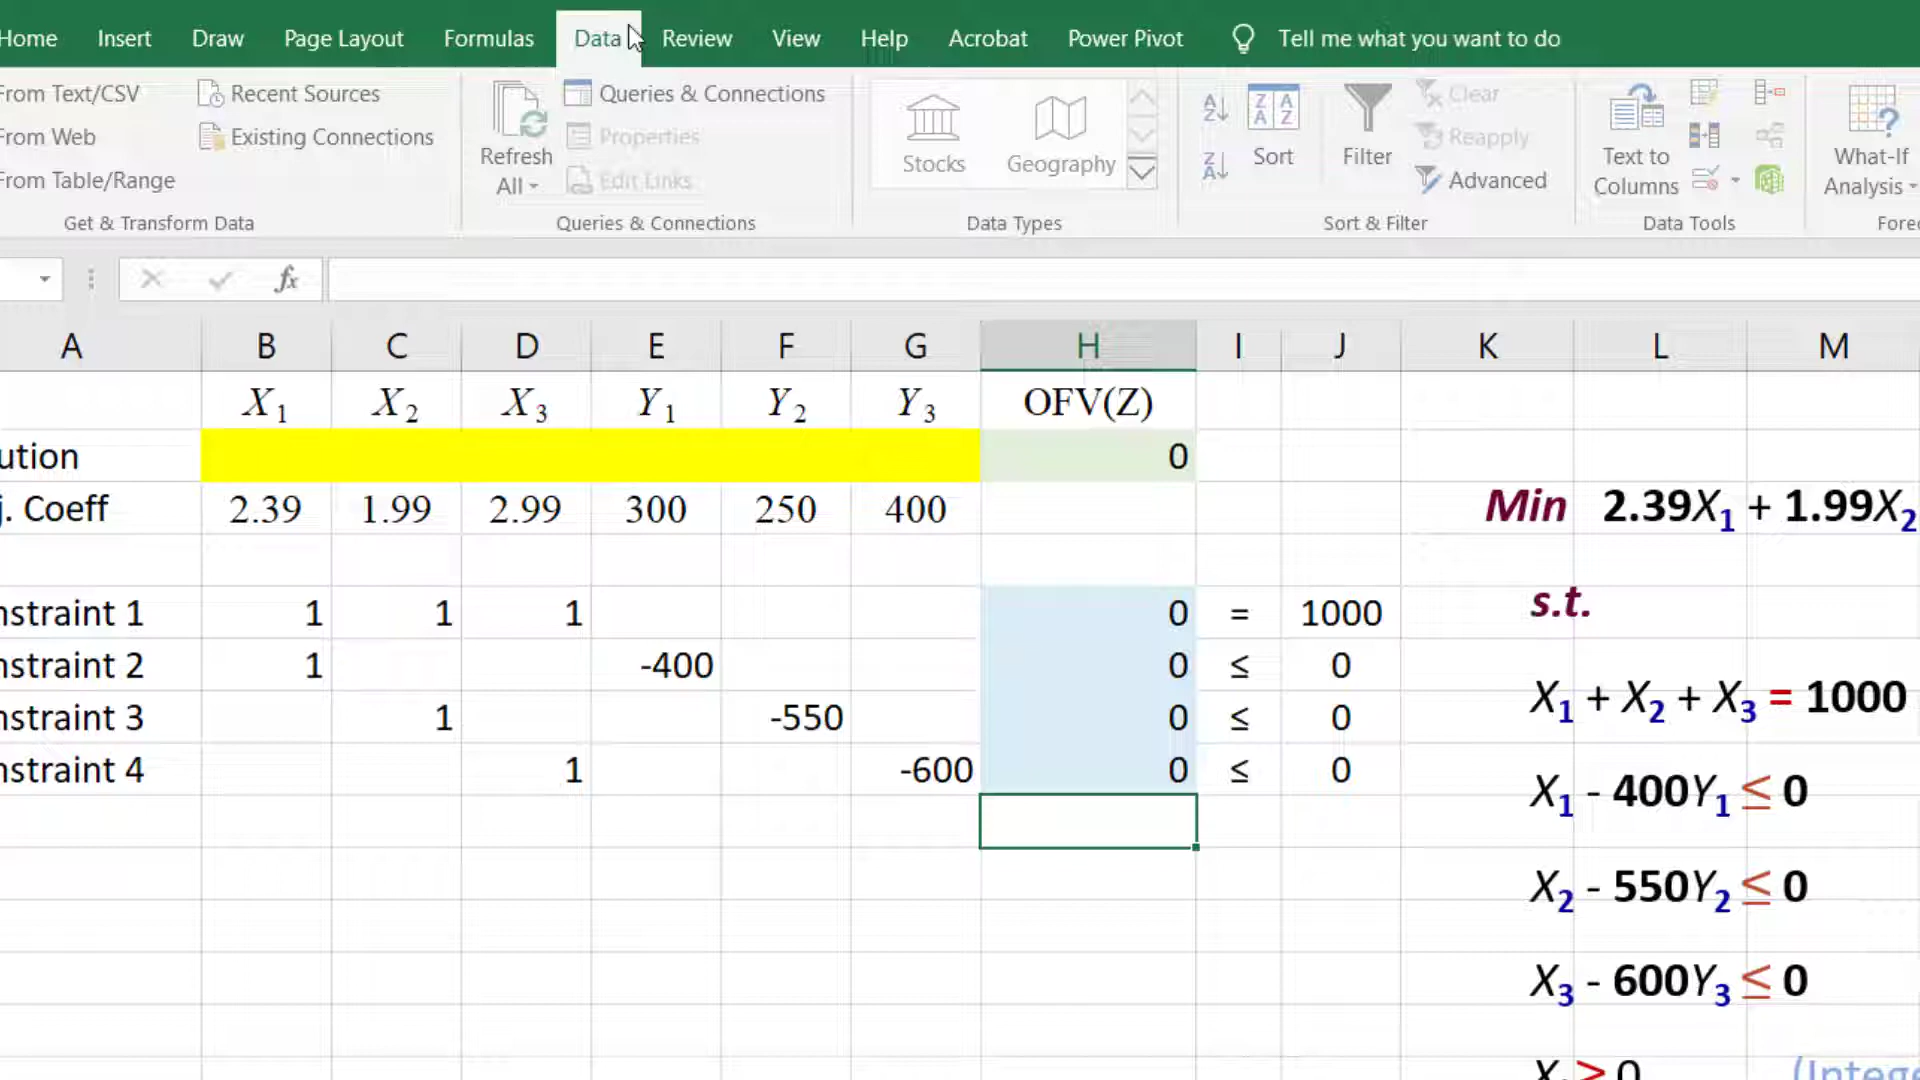 Home Insert Draw Page Layout Formulas Data Review View Help Acrobat Power Pivot Tell me what you want to do
From Text/CSV Recent Sources Queries & Connections Clear
From Web Existing Connections Properties Reapply
From Table/Range Refresh All Edit Links Stocks Geography Sort Filter Advanced Text to Columns What-If Analysis
Get & Transform Data Queries & Connections Data Types Sort & Filter Data Tools Fore
fx
A B C D E F G H I J K L M
X1 X2 X3 Y1 Y2 Y3 OFV(Z)
ution 0
j. Coeff 2.39 1.99 2.99 300 250 400
Min 2.39X1 + 1.99X2
s.t.
nstraint 1 1 1 1 0 = 1000
nstraint 2 1 -400 0 ≤ 0
nstraint 3 1 -550 0 ≤ 0
nstraint 4 1 -600 0 ≤ 0
X1 + X2 + X3 = 1000
X1 - 400Y1 ≤ 0
X2 - 550Y2 ≤ 0
X3 - 600Y3 ≤ 0
X ≥ 0 (Intege